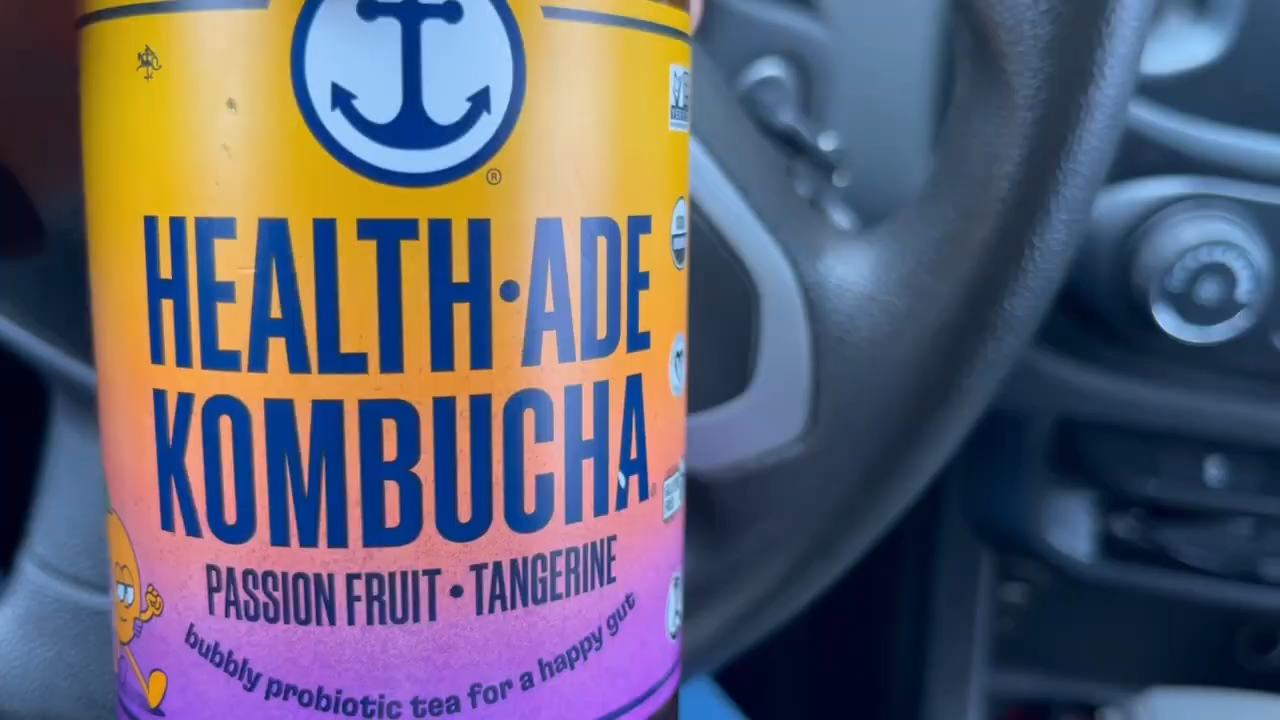 ®
HEALTH·ADE
KOMBUCHA
PASSION FRUIT · TANGERINE
bubbly probiotic tea for a happy gut